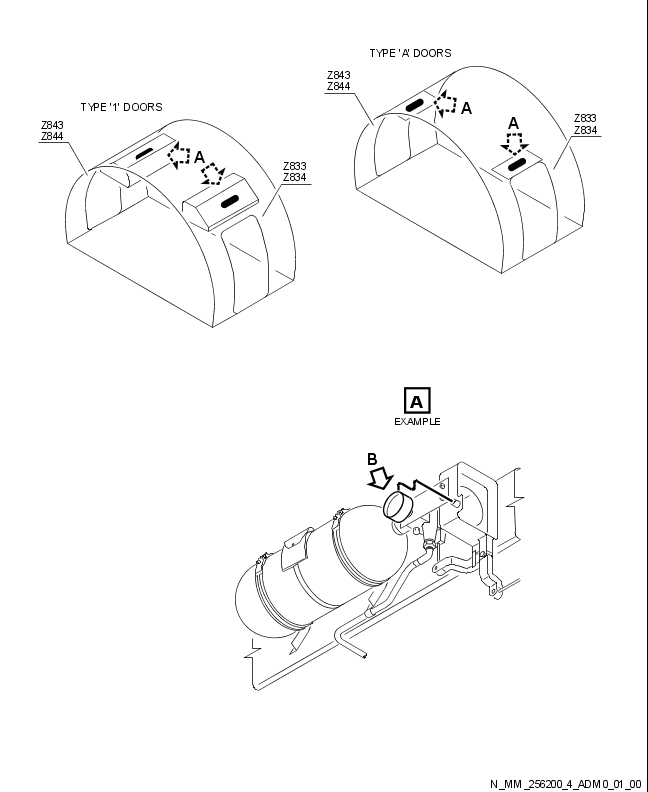 TYPE 'A' DOORS
Z843
Z844
A
A
Z833
Z834
TYPE '1' DOORS
Z843
Z844
A
Z833
Z834
A
EXAMPLE
B
N_MM_256200_4_ADM0_01_00